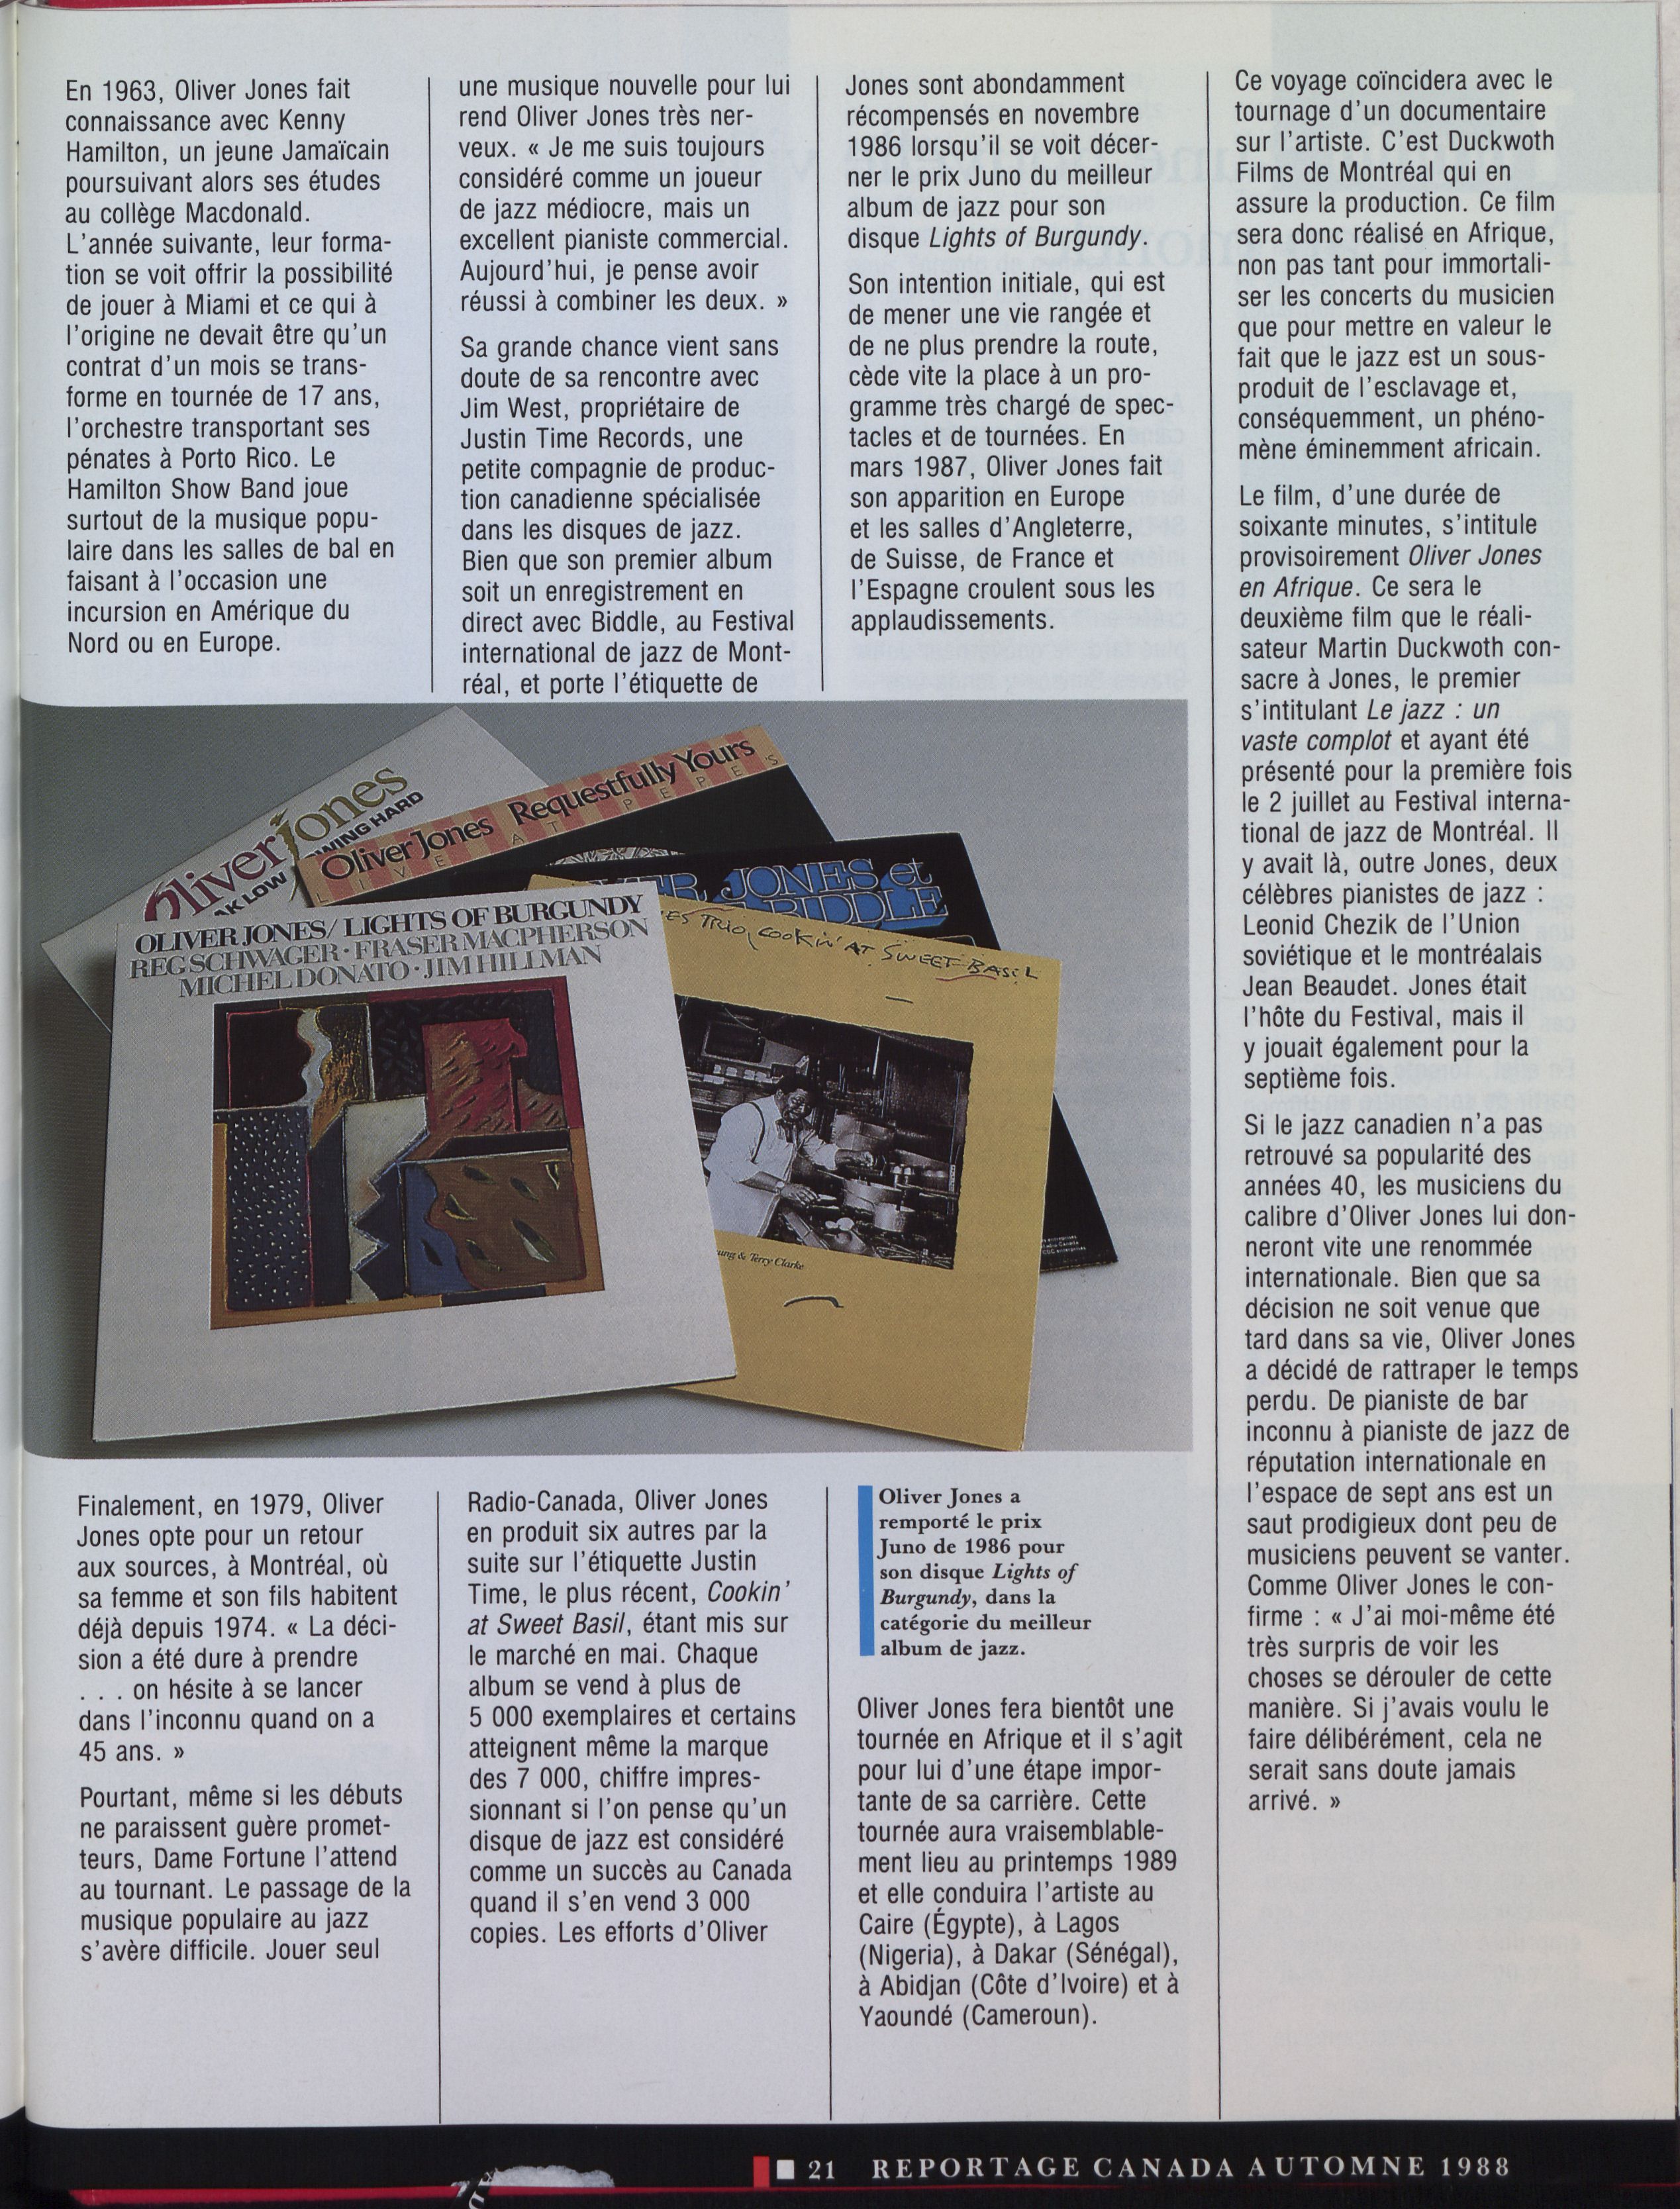 En 1963, Oliver Jones fait
connaissance avec Kenny
Hamilton, un jeune Jamaïcain
poursuivant alors ses études
au collège Macdonald.
L'année suivante, leur forma-
tion se voit offrir la possibilité
de jouer à Miami et ce qui à
l'origine ne devait être qu'un
contrat d'un mois se trans-
forme en tournée de 17 ans,
l'orchestre transportant ses
pénates à Porto Rico. Le
Hamilton Show Band joue
surtout de la musique popu-
laire dans les salles de bal en
faisant à l'occasion une
incursion en Amérique du
Nord ou en Europe.
Finalement, en 1979, Oliver
Jones opte pour un retour
aux sources, à Montréal, où
sa femme et son fils habitent
déjà depuis 1974. « La déci-
sion a été dure à prendre
. . . on hésite à se lancer
dans l'inconnu quand on a
45 ans. »
Pourtant, même si les débuts
ne paraissent guère promet-
teurs, Dame Fortune l'attend
au tournant. Le passage de la
musique populaire au jazz
s'avère difficile. Jouer seul
une musique nouvelle pour lui
rend Oliver Jones très ner-
veux. « Je me suis toujours
considéré comme un joueur
de jazz médiocre, mais un
excellent pianiste commercial.
Aujourd'hui, je pense avoir
réussi à combiner les deux. »
Sa grande chance vient sans
doute de sa rencontre avec
Jim West, propriétaire de
Justin Time Records, une
petite compagnie de produc-
tion canadienne spécialisée
dans les disques de jazz.
Bien que son premier album
soit un enregistrement en
direct avec Biddle, au Festival
international de jazz de Mont-
réal, et porte l'étiquette de
Radio-Canada, Oliver Jones
en produit six autres par la
suite sur l'étiquette Justin
Time, le plus récent, Cookin'
at Sweet Basil, étant mis sur
le marché en mai. Chaque
album se vend à plus de
5 000 exemplaires et certains
atteignent même la marque
des 7 000, chiffre impres-
sionnant si l'on pense qu'un
disque de jazz est considéré
comme un succès au Canada
quand il s'en vend 3 000
copies. Les efforts d'Oliver
Jones sont abondamment
récompensés en novembre
1986 lorsqu'il se voit décer-
ner le prix Juno du meilleur
album de jazz pour son
disque Lights of Burgundy.
Son intention initiale, qui est
de mener une vie rangée et
de ne plus prendre la route,
cède vite la place à un pro-
gramme très chargé de spec-
tacles et de tournées. En
mars 1987, Oliver Jones fait
son apparition en Europe
et les salles d'Angleterre,
de Suisse, de France et
l'Espagne croulent sous les
applaudissements.
Oliver Jones
WING HARD
AK LOW
Oliver Jones Requestfully Yours
LIVE AT PEPE'S
VER JONES et
BIDDLE
OLIVER JONES/ LIGHTS OF BURGUNDY
REG SCHWAGER · FRASER MACPHERSON
MICHEL DONATO · JIM HILLMAN
ES TRIO COOKIN' AT SWEET BASIL
ung & Terry Clarke
Oliver Jones a
remporté le prix
Juno de 1986 pour
son disque Lights of
Burgundy, dans la
catégorie du meilleur
album de jazz.
Oliver Jones fera bientôt une
tournée en Afrique et il s'agit
pour lui d'une étape impor-
tante de sa carrière. Cette
tournée aura vraisemblable-
ment lieu au printemps 1989
et elle conduira l'artiste au
Caire (Égypte), à Lagos
(Nigeria), à Dakar (Sénégal),
à Abidjan (Côte d'Ivoire) et à
Yaoundé (Cameroun).
Ce voyage coïncidera avec le
tournage d'un documentaire
sur l'artiste. C'est Duckwoth
Films de Montréal qui en
assure la production. Ce film
sera donc réalisé en Afrique,
non pas tant pour immortali-
ser les concerts du musicien
que pour mettre en valeur le
fait que le jazz est un sous-
produit de l'esclavage et,
conséquemment, un phéno-
mène éminemment africain.
Le film, d'une durée de
soixante minutes, s'intitule
provisoirement Oliver Jones
en Afrique. Ce sera le
deuxième film que le réali-
sateur Martin Duckwoth con-
sacre à Jones, le premier
s'intitulant Le jazz : un
vaste complot et ayant été
présenté pour la première fois
le 2 juillet au Festival interna-
tional de jazz de Montréal. Il
y avait là, outre Jones, deux
célèbres pianistes de jazz :
Leonid Chezik de l'Union
soviétique et le montréalais
Jean Beaudet. Jones était
l'hôte du Festival, mais il
y jouait également pour la
septième fois.
Si le jazz canadien n'a pas
retrouvé sa popularité des
années 40, les musiciens du
calibre d'Oliver Jones lui don-
neront vite une renommée
internationale. Bien que sa
décision ne soit venue que
tard dans sa vie, Oliver Jones
a décidé de rattraper le temps
perdu. De pianiste de bar
inconnu à pianiste de jazz de
réputation internationale en
l'espace de sept ans est un
saut prodigieux dont peu de
musiciens peuvent se vanter.
Comme Oliver Jones le con-
firme : « J'ai moi-même été
très surpris de voir les
choses se dérouler de cette
manière. Si j'avais voulu le
faire délibérément, cela ne
serait sans doute jamais
arrivé. »
21 REPORTAGE CANADA AUTOMNE 1988